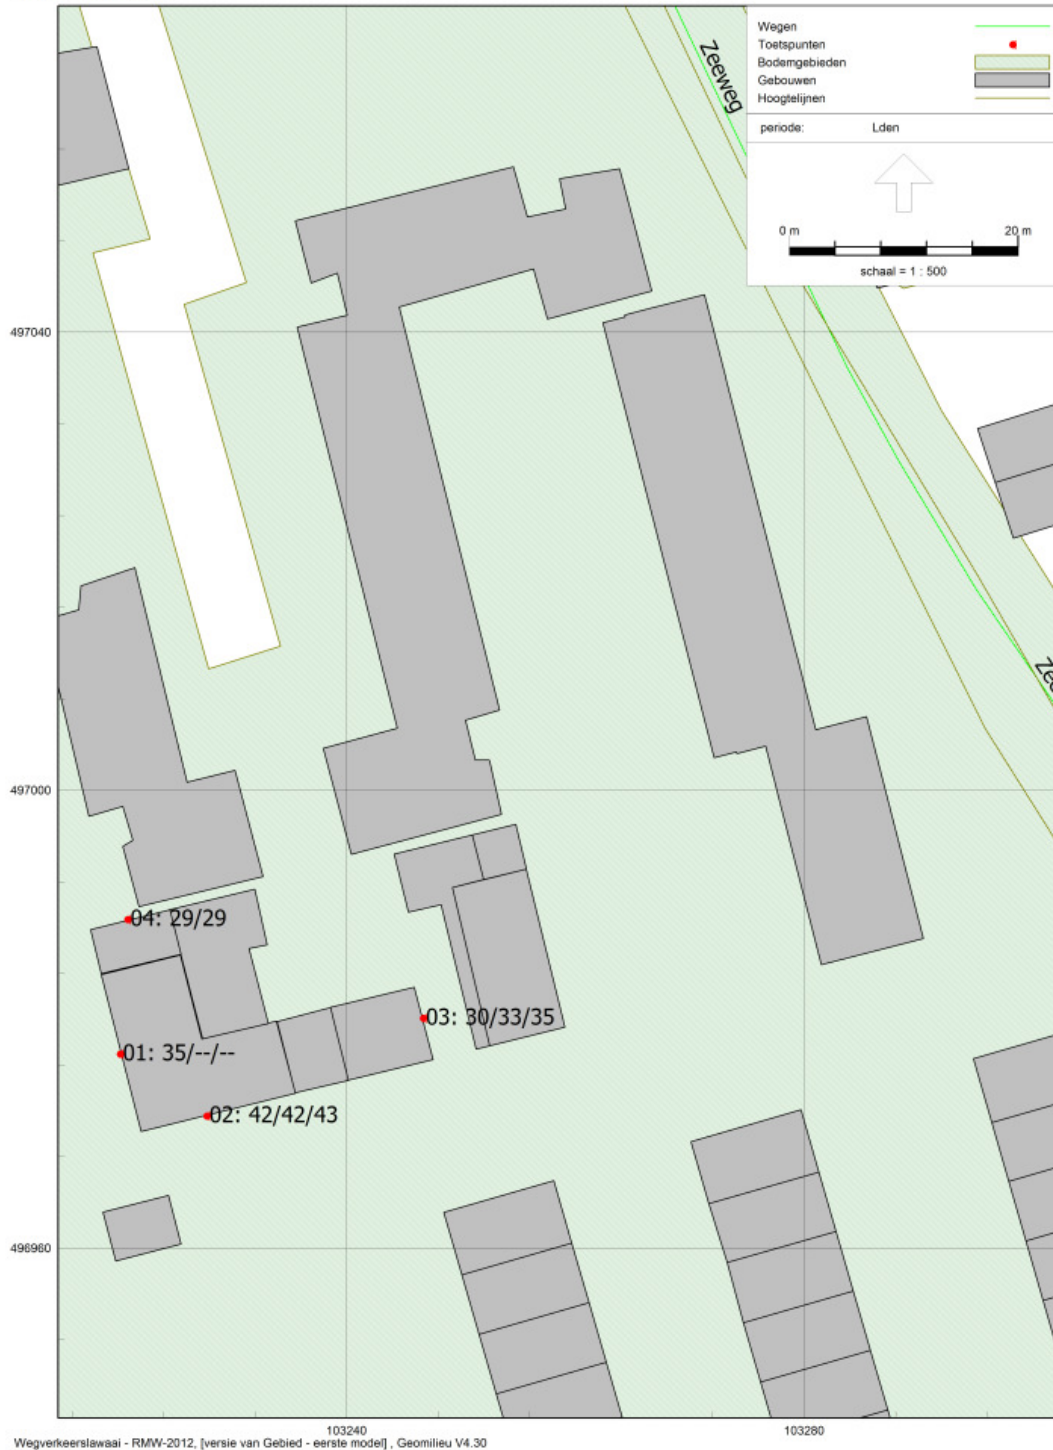 Zeeweg
Wegen
Toetspunten
Bodemgebieden
Gebouwen
Hoogtelijnen
periode: Lden
0 m 20 m
schaal = 1 : 500
497040
497000
04: 29/29
03: 30/33/35
01: 35/--/--
02: 42/42/43
496960
103240 103280
Wegverkeerslawaai - RMW-2012, [versie van Gebied - eerste model] , Geomilieu V4.30